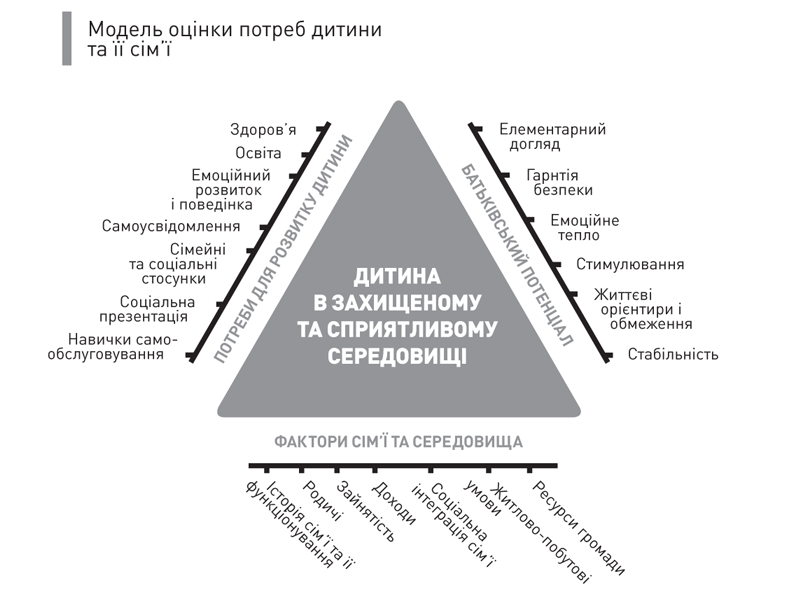 Модель оцінки потреб дитини
та її сім'ї
Здоров'я
Освіта
Емоційний
розвиток
і поведінка
Самоусвідомлення
Сімейні
та соціальні
стосунки
Соціальна
презентація
Навички само-
обслуговування
ПОТРЕБИ ДЛЯ РОЗВИТКУ ДИТИНИ
ДИТИНА
В ЗАХИЩЕНОМУ
ТА СПРИЯТЛИВОМУ
СЕРЕДОВИЩІ
БАТЬКІВСЬКИЙ ПОТЕНЦІАЛ
Елементарний
догляд
Гарнтія
безпеки
Емоційне
тепло
Стимулювання
Життєві
орієнтири і
обмеження
Стабільність
ФАКТОРИ СІМ'Ї ТА СЕРЕДОВИЩА
Історія сім'ї та її
функціонування
Родичі
Зайнятість
Доходи
Соціальна
інтеграція сім'ї
Житлово-побутові
умови
Ресурси громади